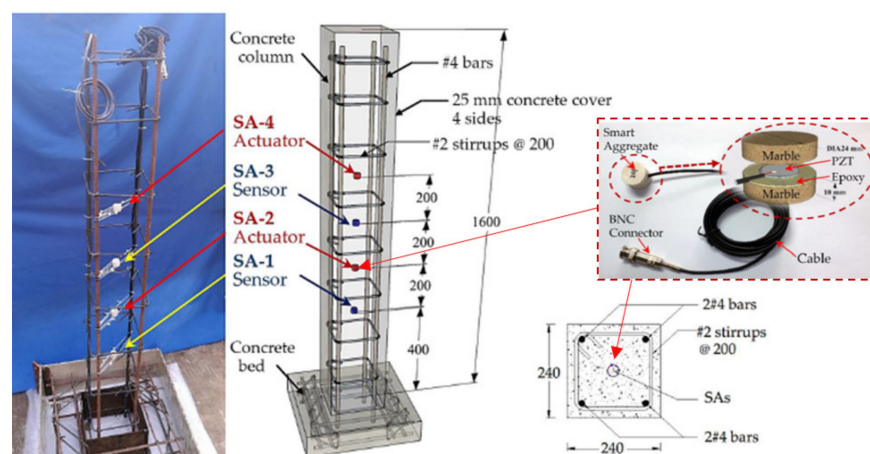 Concrete
column
#4 bars
25 mm concrete cover
4 sides
#2 stirrups @ 200
SA-4
Actuator
SA-3
Sensor
SA-2
Actuator
SA-1
Sensor
200
200
200
400
1600
Concrete
bed
Smart
Aggregate
Marble
DIA24 mm
PZT
Epoxy
Marble
10 mm
BNC
Connector
Cable
2#4 bars
#2 stirrups
@ 200
240
SAs
2#4 bars
240